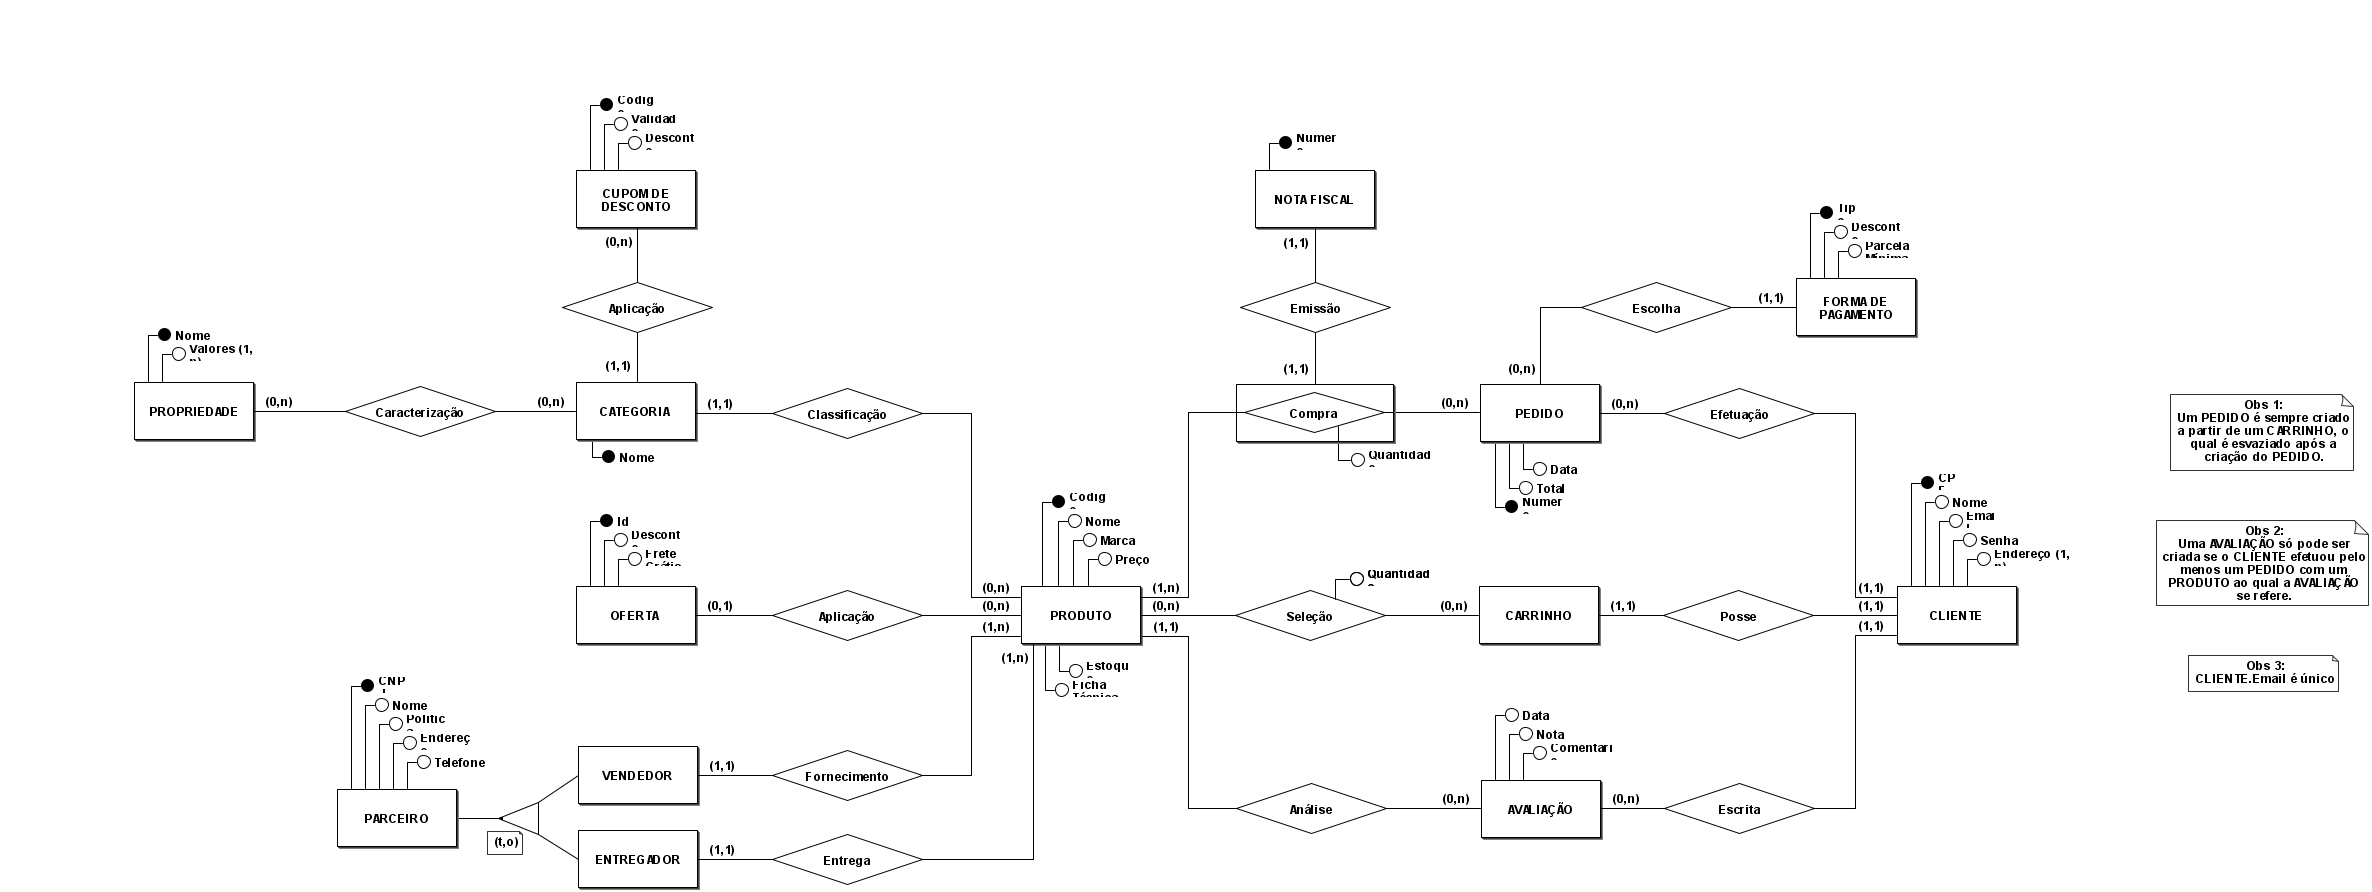 Codig
Validad
Descont
CUPOM DE
DESCONTO
(0,n)
Aplicação
(1,1)
Nome
Valores (1,
n)
PROPRIEDADE
(0,n)
Caracterização
(0,n)
CATEGORIA
Nome
(1,1)
Classificação
Numer
NOTA FISCAL
(1,1)
Emissão
(1,1)
Compra
Quantidad
(0,n)
PEDIDO
Data
Total
Numer
(0,n)
Escolha
(1,1)
Tip
Descont
Parcela
Mínima
FORMA DE
PAGAMENTO
(0,n)
Efetuação
Id
Descont
Frete
Grátis
OFERTA
(0,1)
Aplicação
(0,n)
(0,n)
(1,n)
(1,n)
Codig
Nome
Marca
Preço
PRODUTO
Estoqu
Ficha
Técnica
(1,n)
(0,n)
(1,1)
Quantidad
Seleção
(0,n)
CARRINHO
(1,1)
Posse
(1,1)
(1,1)
(1,1)
CP
Nome
Emai
Senha
Endereço (1,
n)
CLIENTE
CNP
Nome
Polític
Endereç
Telefone
PARCEIRO
(t,o)
VENDEDOR
(1,1)
Fornecimento
ENTREGADOR
(1,1)
Entrega
Análise
(0,n)
Data
Nota
Comentari
AVALIAÇÃO
(0,n)
Escrita
Obs 1:
Um PEDIDO é sempre criado
a partir de um CARRINHO, o
qual é esvaziado após a
criação do PEDIDO.
Obs 2:
Uma AVALIAÇÃO só pode ser
criada se o CLIENTE efetuou pelo
menos um PEDIDO com um
PRODUTO ao qual a AVALIAÇÃO
se refere.
Obs 3:
CLIENTE.Email é único